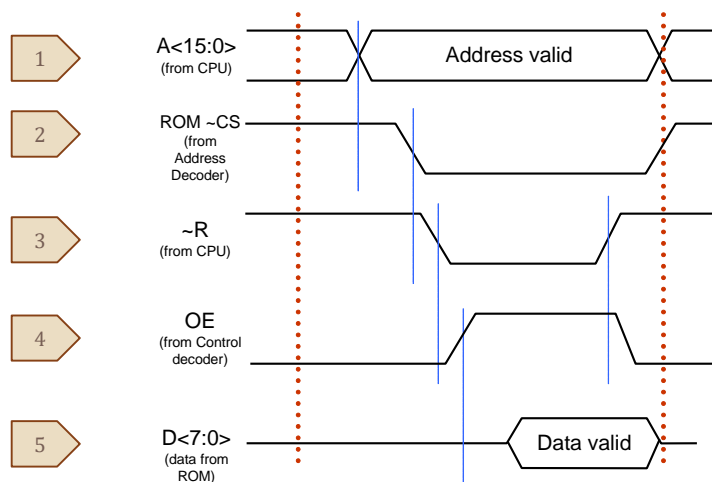 1
A<15:0>
(from CPU)
Address valid
2
ROM ~CS
(from
Address
Decoder)
3
~R
(from CPU)
4
OE
(from Control
decoder)
5
D<7:0>
(data from
ROM)
Data valid